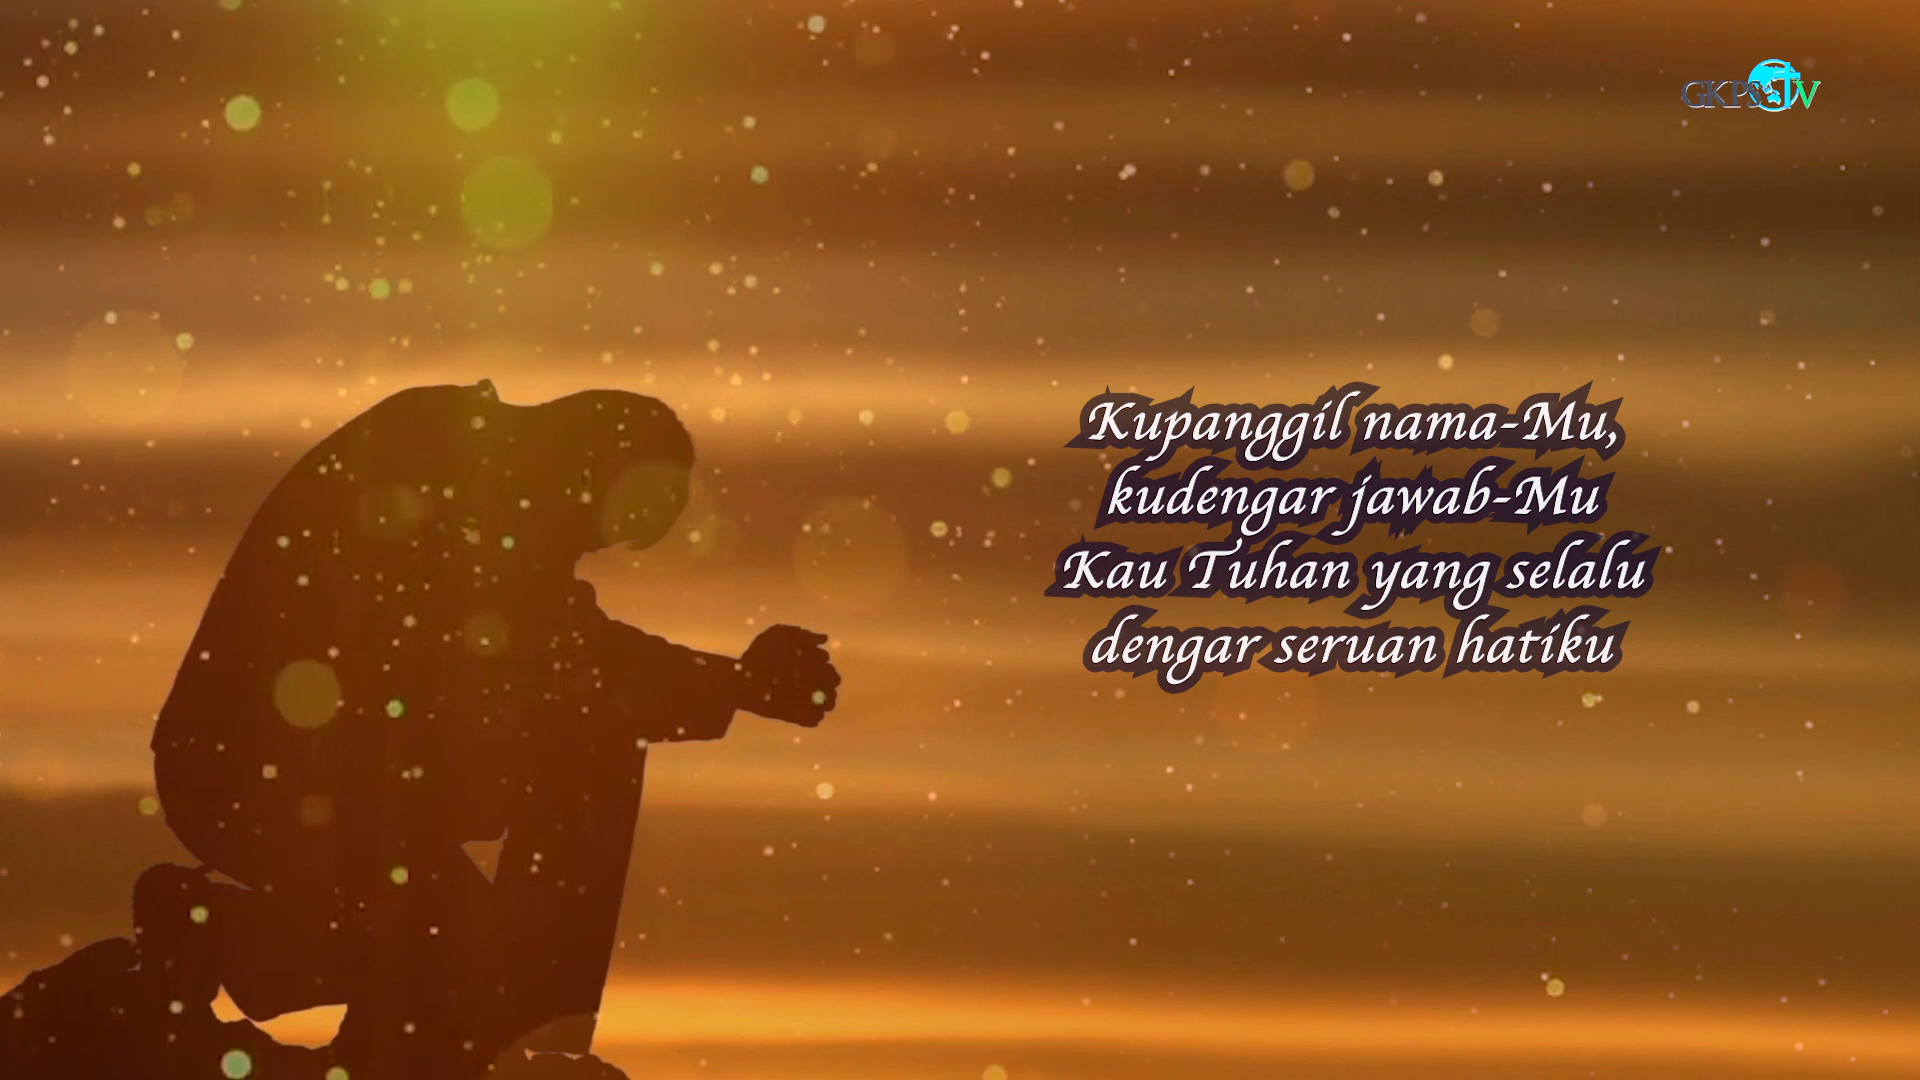 GKPS TV
Kupanggil nama-Mu,
kudengar jawab-Mu
Kau Tuhan yang selalu
dengar seruan hatiku